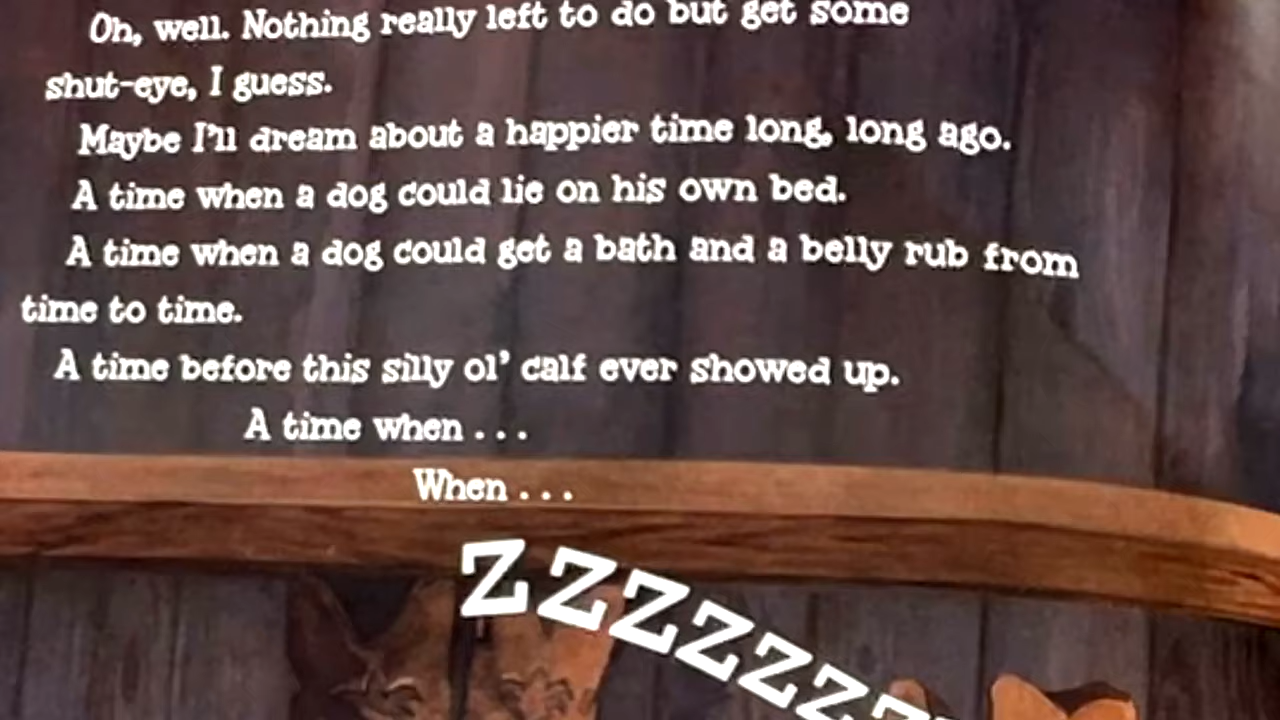 Oh, well. Nothing really left to do but get some
shut-eye, I guess.
Maybe I'll dream about a happier time long, long ago.
A time when a dog could lie on his own bed.
A time when a dog could get a bath and a belly rub from
time to time.
A time before this silly ol' calf ever showed up.
A time when . . .
When . . .
ZZZZZZZ